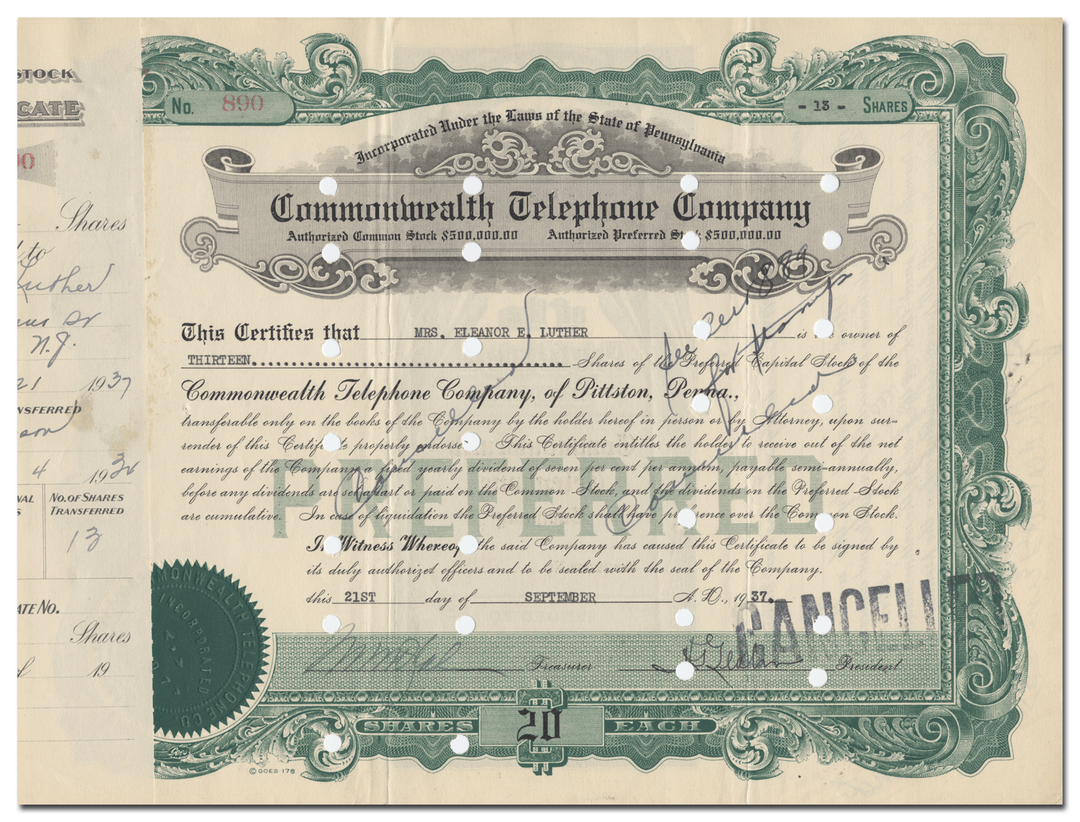 STOCK
CATE
No. 890
- 13 - SHARES
Incorporated Under the Laws of the State of Pennsylvania
Commonwealth Telephone Company
Authorized Common Stock $500,000.00 Authorized Preferred Stock $500,000.00
Shares
to
Luther
N.J.
21 1937
NSFERRED
4 1930
NAL
S
NO. OF SHARES
TRANSFERRED
13
ATE NO.
Shares
19
This Certifies that MRS. ELEANOR E. LUTHER is the owner of
THIRTEEN Shares of the Preferred Capital Stock of the
Commonwealth Telephone Company, of Pittston, Penna.,
transferable only on the books of the Company by the holder hereof in person or by Attorney, upon sur-
render of this Certificate properly endorsed. This Certificate entitles the holder to receive out of the net
earnings of the Company a fixed yearly dividend of seven per cent per annum, payable semi-annually,
before any dividends are set apart or paid on the Common Stock, and the dividends on the Preferred Stock
are cumulative. In case of liquidation the Preferred Stock shall have preference over the Common Stock.
PREFERRED
In Witness Whereof, the said Company has caused this Certificate to be signed by
its duly authorized officers and to be sealed with the seal of the Company.
this 21ST day of SEPTEMBER A.D., 1937.
CANCELLED
Treasurer
President
COMMONWEALTH TELEPHONE CO.
INCORPORATED
SHARES $20 EACH
© GOES 178